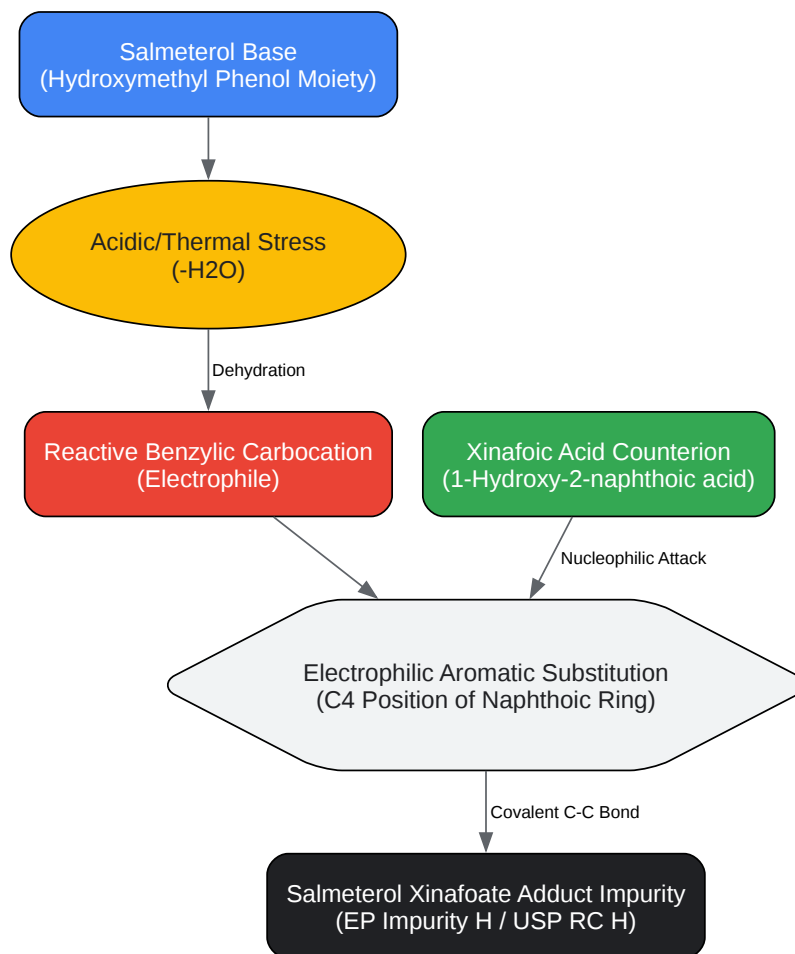 Salmeterol Base
(Hydroxymethyl Phenol Moiety)
Acidic/Thermal Stress
(-H2O)
Dehydration
Reactive Benzylic Carbocation
(Electrophile)
Xinafoic Acid Counterion
(1-Hydroxy-2-naphthoic acid)
Nucleophilic Attack
Electrophilic Aromatic Substitution
(C4 Position of Naphthoic Ring)
Covalent C-C Bond
Salmeterol Xinafoate Adduct Impurity
(EP Impurity H / USP RC H)